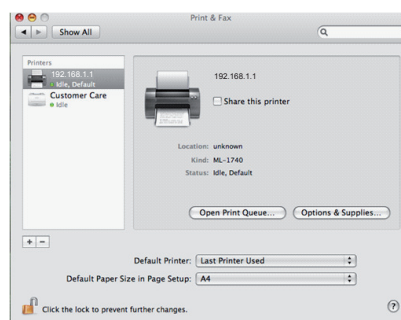 Print & Fax
Show All
Printers
192.168.1.1
Idle, Default
Customer Care
Idle
192.168.1.1
Share this printer
Location: unknown
Kind: ML-1740
Status: Idle, Default
Open Print Queue... Options & Supplies...
+ −
Default Printer: Last Printer Used
Default Paper Size in Page Setup: A4
Click the lock to prevent further changes. ?